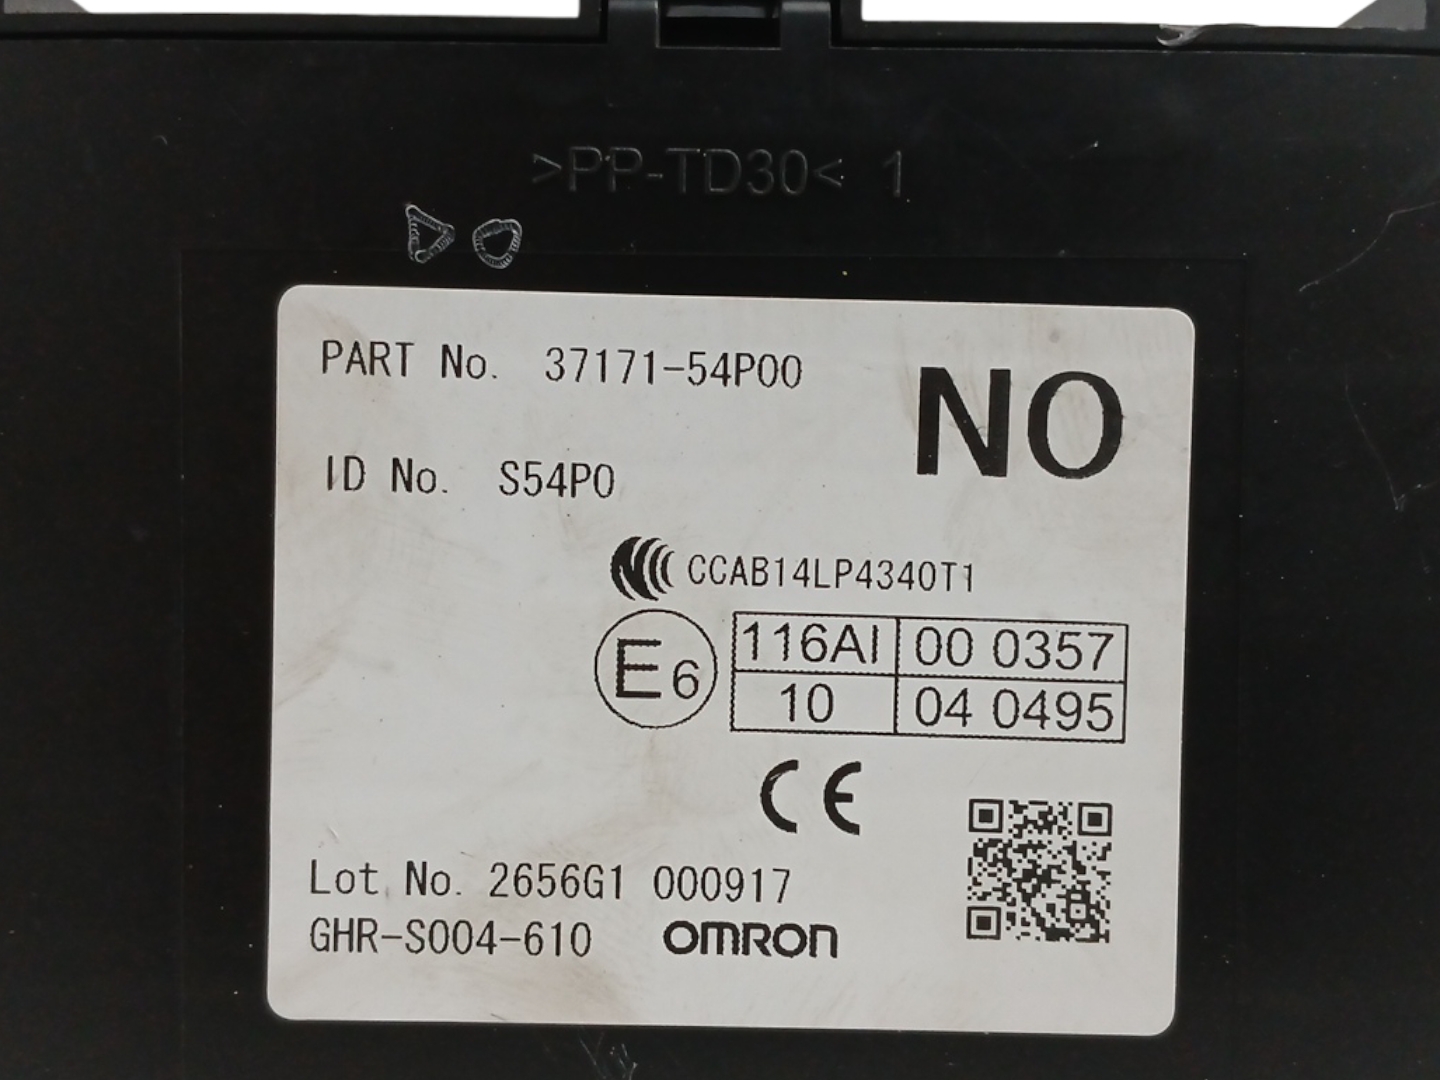 >PP-TD30< 1
PART No. 37171-54P00
NO
ID No. S54P0
CCAB14LP4340T1
E6
116AI 00 0357
10 04 0495
CE
Lot No. 2656G1 000917
GHR-S004-610 OMRON